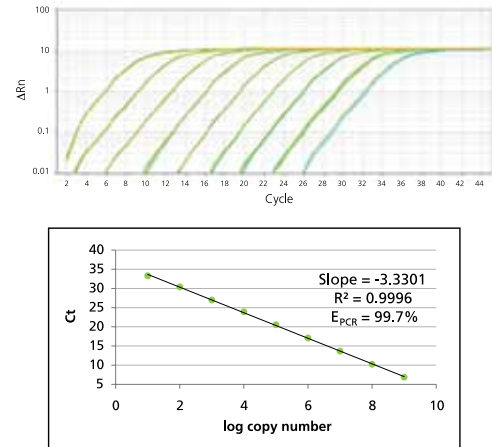 100
10
ΔRn
1
0.1
0.01
2 4 6 8 10 12 14 16 18 20 22 24 26 28 30 32 34 36 38 40 42 44
Cycle
40
35
30
25
20
15
10
5
Ct
Slope = -3.3301
R² = 0.9996
E_PCR = 99.7%
0 2 4 6 8 10
log copy number